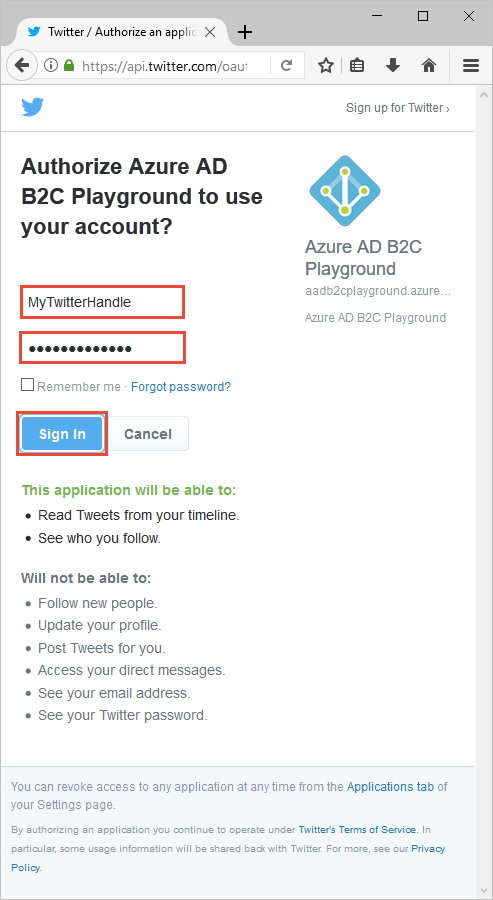 Twitter / Authorize an applic
https://api.twitter.com/oaut
Sign up for Twitter ›
Authorize Azure AD
B2C Playground to use
your account?
Azure AD B2C
Playground
aadb2cplayground.azure...
Azure AD B2C Playground
MyTwitterHandle
●●●●●●●●●●●●●
Remember me · Forgot password?
Sign In
Cancel
This application will be able to:
• Read Tweets from your timeline.
• See who you follow.
Will not be able to:
• Follow new people.
• Update your profile.
• Post Tweets for you.
• Access your direct messages.
• See your email address.
• See your Twitter password.
You can revoke access to any application at any time from the Applications tab of
your Settings page.
By authorizing an application you continue to operate under Twitter's Terms of Service. In
particular, some usage information will be shared back with Twitter. For more, see our Privacy
Policy.